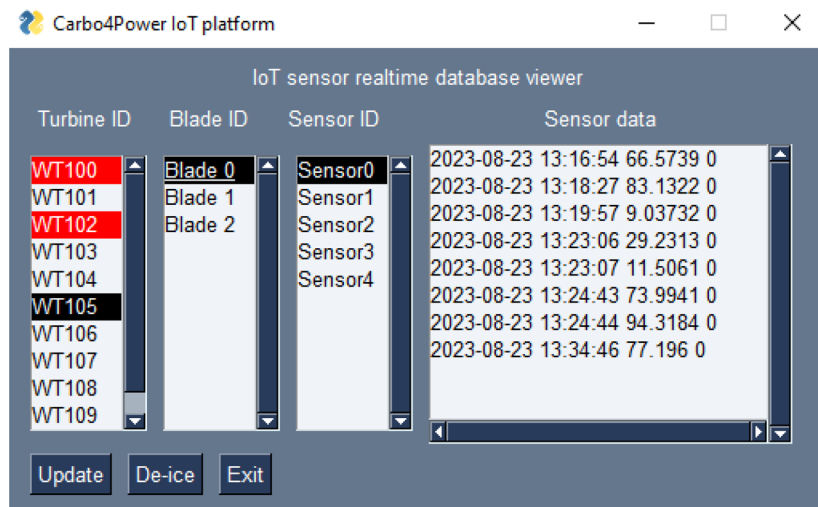 Carbo4Power IoT platform
IoT sensor realtime database viewer
Turbine ID
Blade ID
Sensor ID
Sensor data
WT100
WT101
WT102
WT103
WT104
WT105
WT106
WT107
WT108
WT109
Blade 0
Blade 1
Blade 2
Sensor0
Sensor1
Sensor2
Sensor3
Sensor4
2023-08-23 13:16:54 66.5739 0
2023-08-23 13:18:27 83.1322 0
2023-08-23 13:19:57 9.03732 0
2023-08-23 13:23:06 29.2313 0
2023-08-23 13:23:07 11.5061 0
2023-08-23 13:24:43 73.9941 0
2023-08-23 13:24:44 94.3184 0
2023-08-23 13:34:46 77.196 0
Update
De-ice
Exit